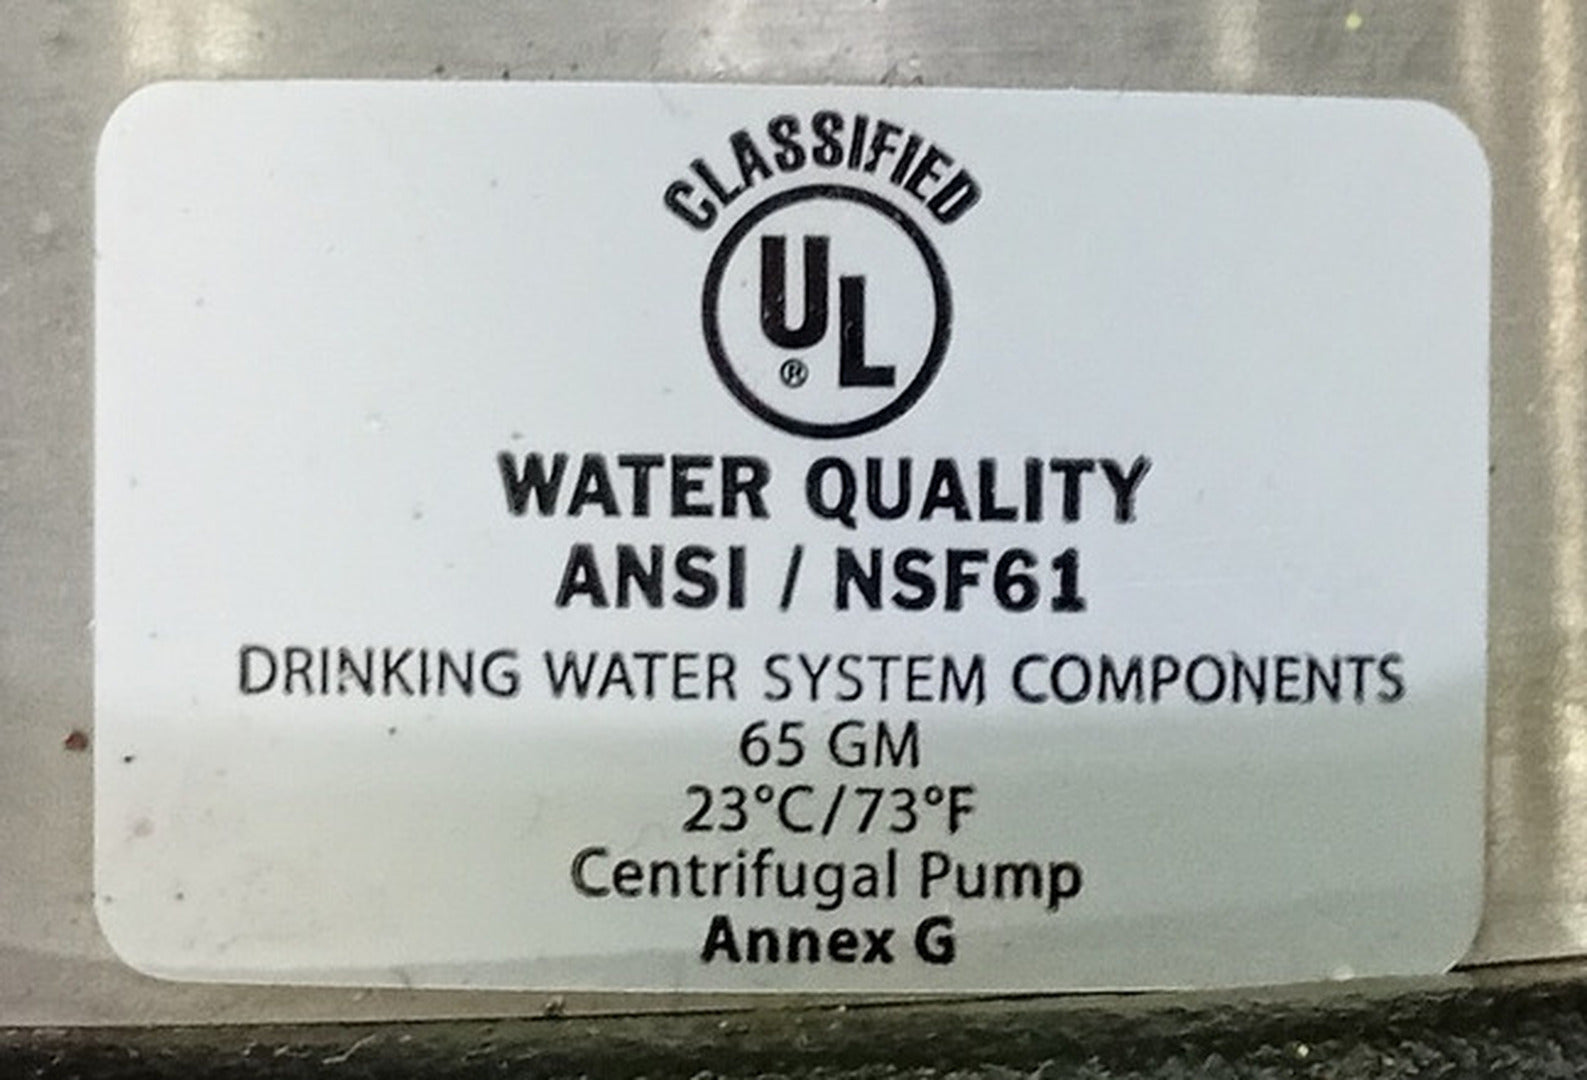 CLASSIFIED
UL
®
WATER QUALITY
ANSI / NSF61
DRINKING WATER SYSTEM COMPONENTS
65 GM
23°C/73°F
Centrifugal Pump
Annex G